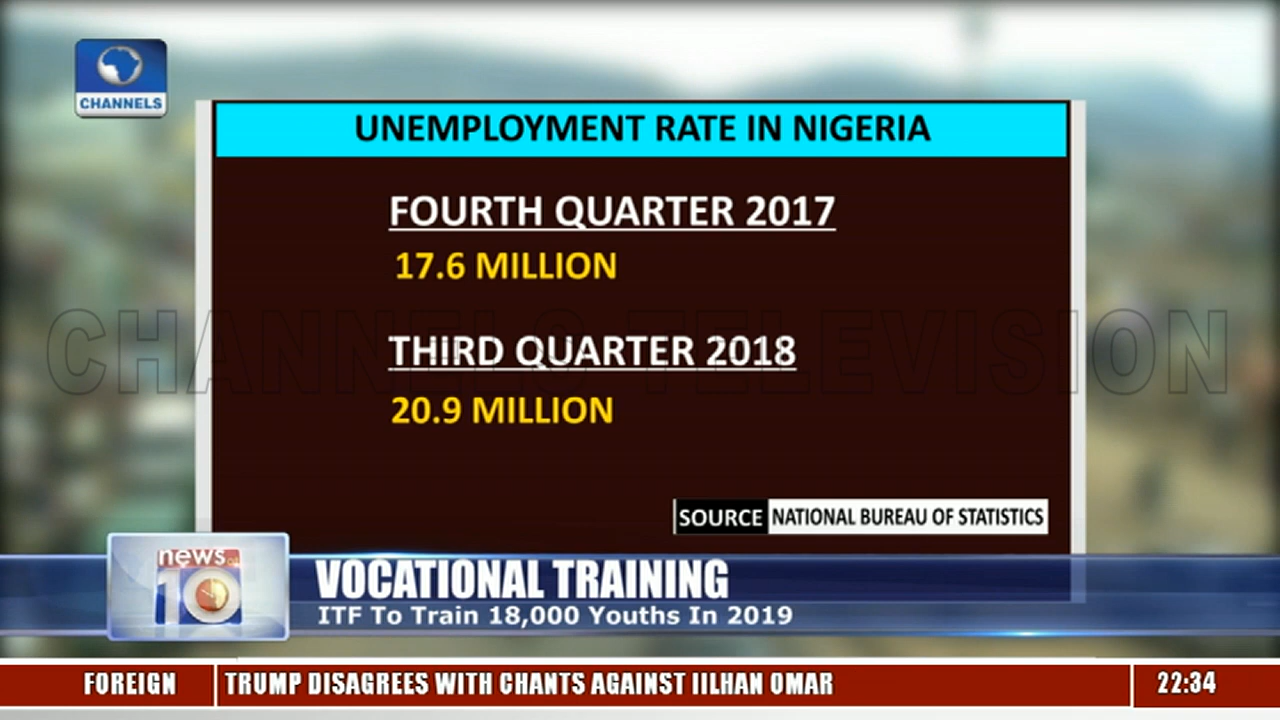 CHANNELS
UNEMPLOYMENT RATE IN NIGERIA
FOURTH QUARTER 2017
17.6 MILLION
CHANNELS TELEVISION
THIRD QUARTER 2018
20.9 MILLION
SOURCE NATIONAL BUREAU OF STATISTICS
news at
10
VOCATIONAL TRAINING
ITF To Train 18,000 Youths In 2019
FOREIGN TRUMP DISAGREES WITH CHANTS AGAINST IILHAN OMAR 22:34